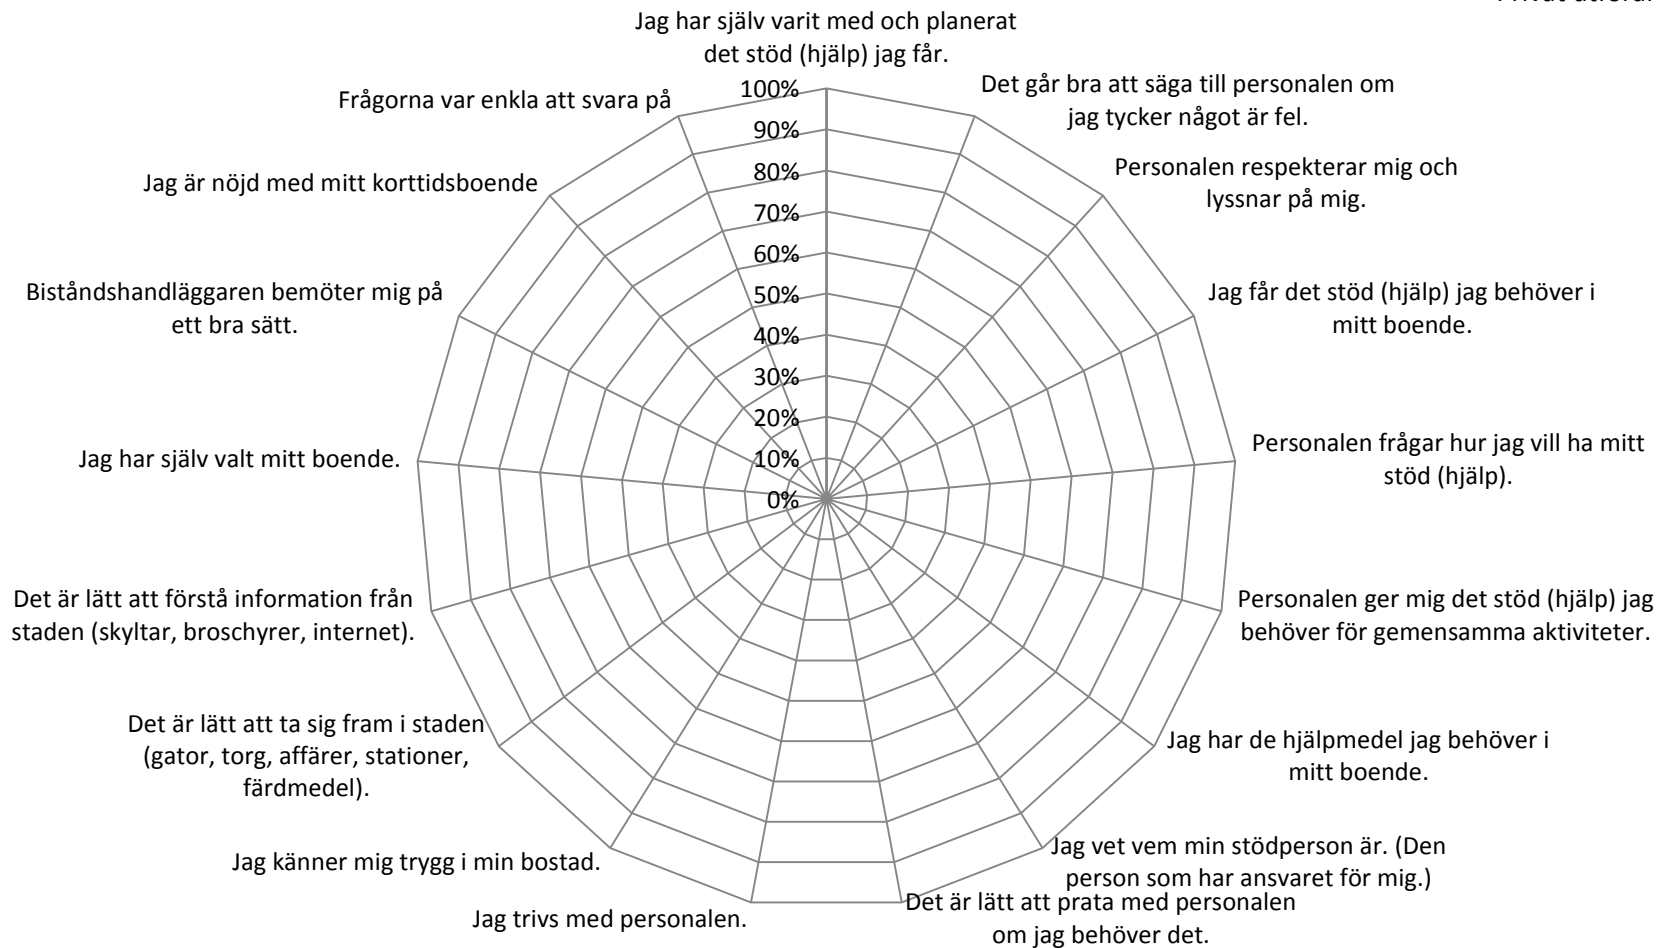 Jag har själv varit med och planerat
det stöd (hjälp) jag får.
Det går bra att säga till personalen om
jag tycker något är fel.
Personalen respekterar mig och
lyssnar på mig.
Jag får det stöd (hjälp) jag behöver i
mitt boende.
Personalen frågar hur jag vill ha mitt
stöd (hjälp).
Personalen ger mig det stöd (hjälp) jag
behöver för gemensamma aktiviteter.
Jag har de hjälpmedel jag behöver i
mitt boende.
Jag vet vem min stödperson är. (Den
person som har ansvaret för mig.)
Det är lätt att prata med personalen
om jag behöver det.
Jag trivs med personalen.
Jag känner mig trygg i min bostad.
Det är lätt att ta sig fram i staden
(gator, torg, affärer, stationer,
färdmedel).
Det är lätt att förstå information från
staden (skyltar, broschyrer, internet).
Jag har själv valt mitt boende.
Biståndshandläggaren bemöter mig på
ett bra sätt.
Jag är nöjd med mitt korttidsboende
Frågorna var enkla att svara på
100%
90%
80%
70%
60%
50%
40%
30%
20%
10%
0%